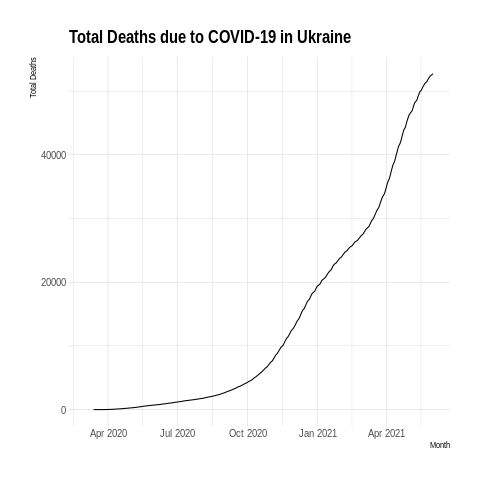 Total Deaths due to COVID-19 in Ukraine
Total Deaths
40000
20000
0
Apr 2020 Jul 2020 Oct 2020 Jan 2021 Apr 2021
Month